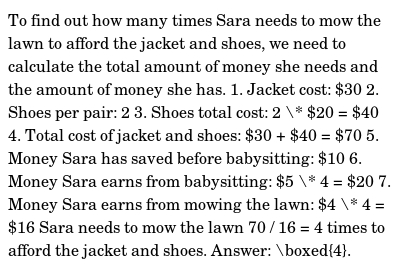 To find out how many times Sara needs to mow the
lawn to afford the jacket and shoes, we need to
calculate the total amount of money she needs and
the amount of money she has. 1. Jacket cost: $30 2.
Shoes per pair: 2 3. Shoes total cost: 2 \* $20 = $40
4. Total cost of jacket and shoes: $30 + $40 = $70 5.
Money Sara has saved before babysitting: $10 6.
Money Sara earns from babysitting: $5 \* 4 = $20 7.
Money Sara earns from mowing the lawn: $4 \* 4 =
$16 Sara needs to mow the lawn 70 / 16 = 4 times to
afford the jacket and shoes. Answer: \boxed{4}.